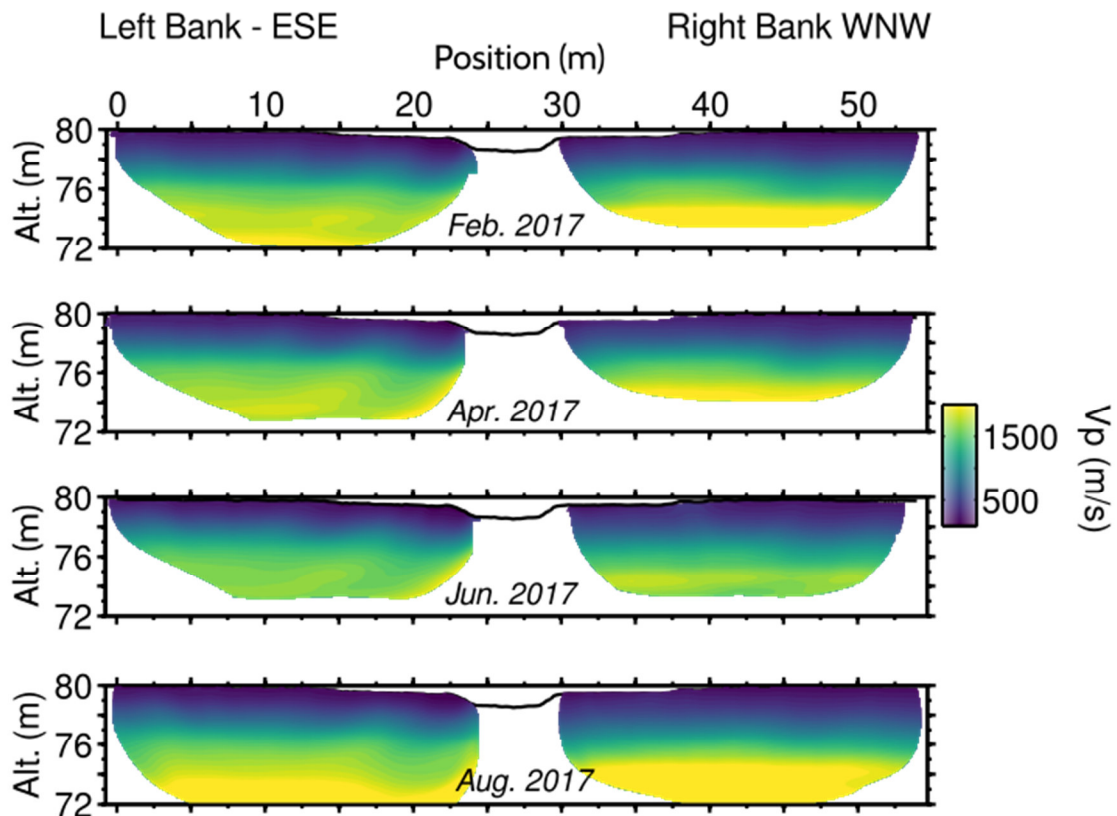 Left Bank - ESE Right Bank WNW
Position (m)
0 10 20 30 40 50
80
76
72
Alt. (m)
Feb. 2017
80
76
72
Alt. (m)
Apr. 2017
80
76
72
Alt. (m)
Jun. 2017
80
76
72
Alt. (m)
Aug. 2017
1500
500
Vp (m/s)